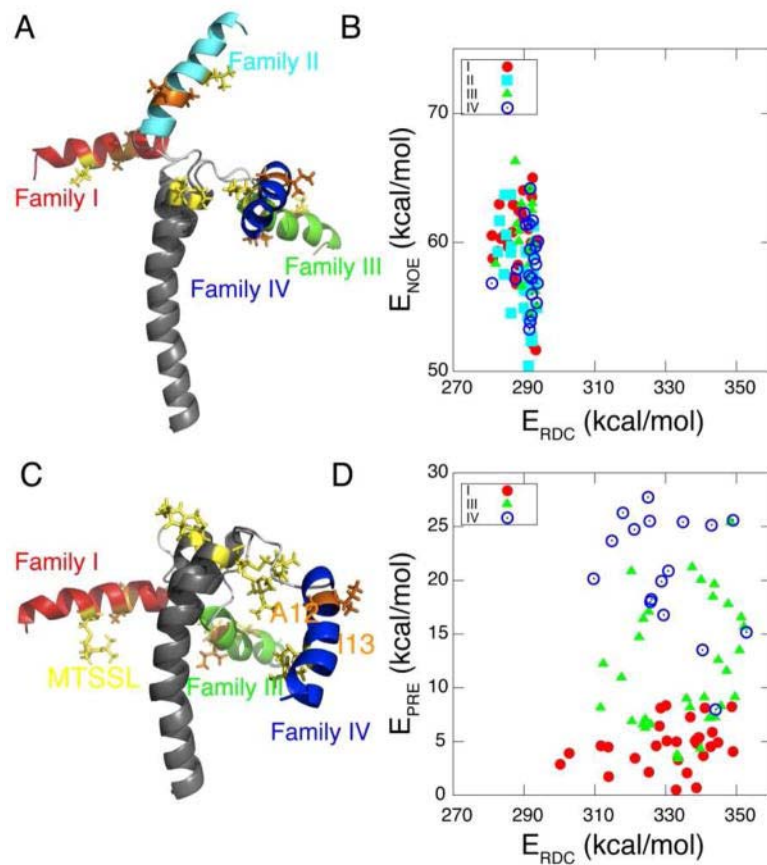 A
Family II
Family I
Family III
Family IV
B
I
II
III
IV
75
70
60
50
270
290
310
330
350
E_NOE (kcal/mol)
E_RDC (kcal/mol)
C
Family I
A12
I13
MTSSL
Family III
Family IV
D
I
III
IV
30
25
20
15
10
5
0
270
290
310
330
350
E_PRE (kcal/mol)
E_RDC (kcal/mol)